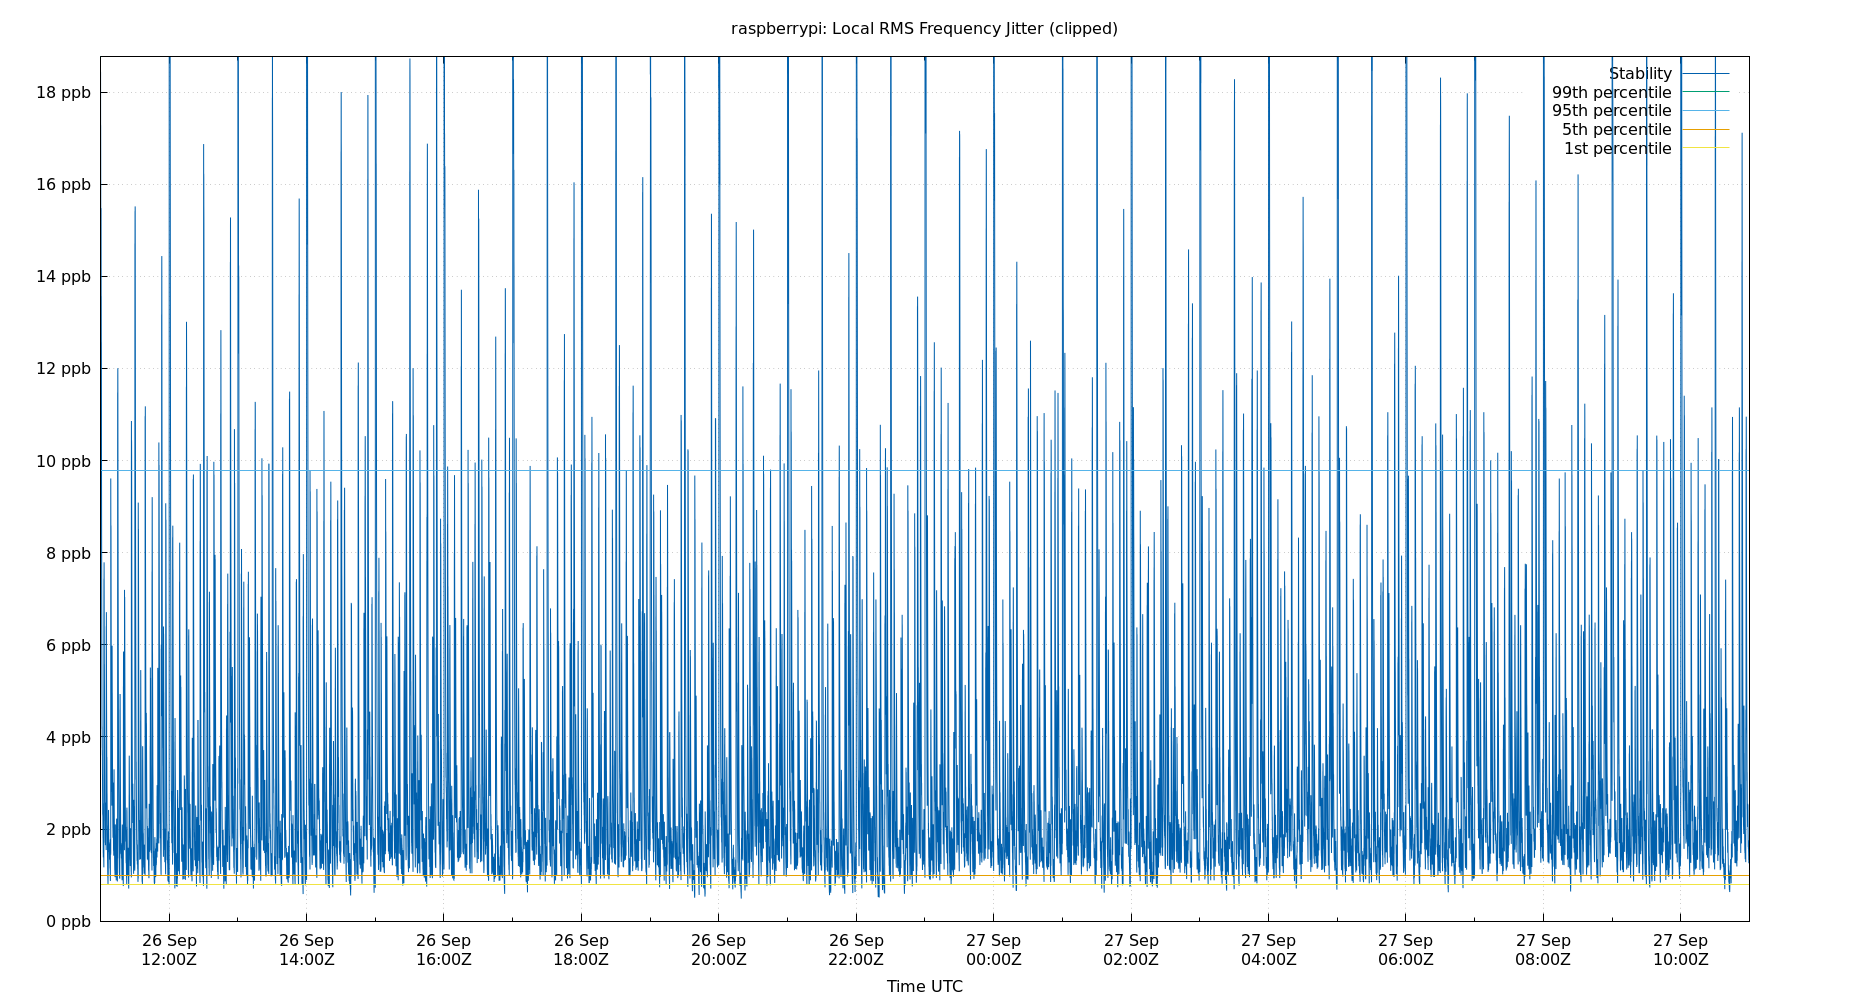 raspberrypi: Local RMS Frequency Jitter (clipped)
18 ppb
16 ppb
14 ppb
12 ppb
10 ppb
8 ppb
6 ppb
4 ppb
2 ppb
0 ppb
Stability
99th percentile
95th percentile
5th percentile
1st percentile
26 Sep
12:00Z
26 Sep
14:00Z
26 Sep
16:00Z
26 Sep
18:00Z
26 Sep
20:00Z
26 Sep
22:00Z
27 Sep
00:00Z
27 Sep
02:00Z
27 Sep
04:00Z
27 Sep
06:00Z
27 Sep
08:00Z
27 Sep
10:00Z
Time UTC